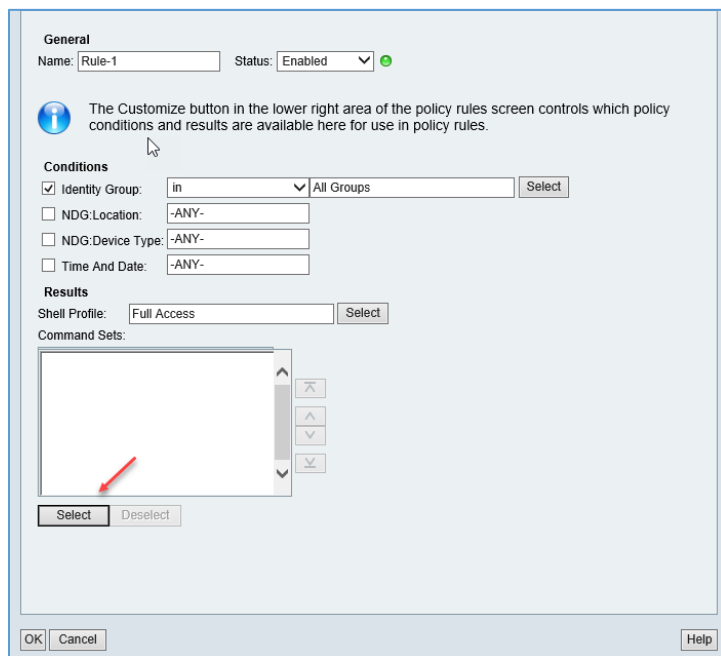 General
Name: Rule-1 Status: Enabled
The Customize button in the lower right area of the policy rules screen controls which policy
conditions and results are available here for use in policy rules.
Conditions
Identity Group: in All Groups Select
NDG:Location: -ANY-
NDG:Device Type: -ANY-
Time And Date: -ANY-
Results
Shell Profile: Full Access Select
Command Sets:
Select Deselect
OK Cancel Help